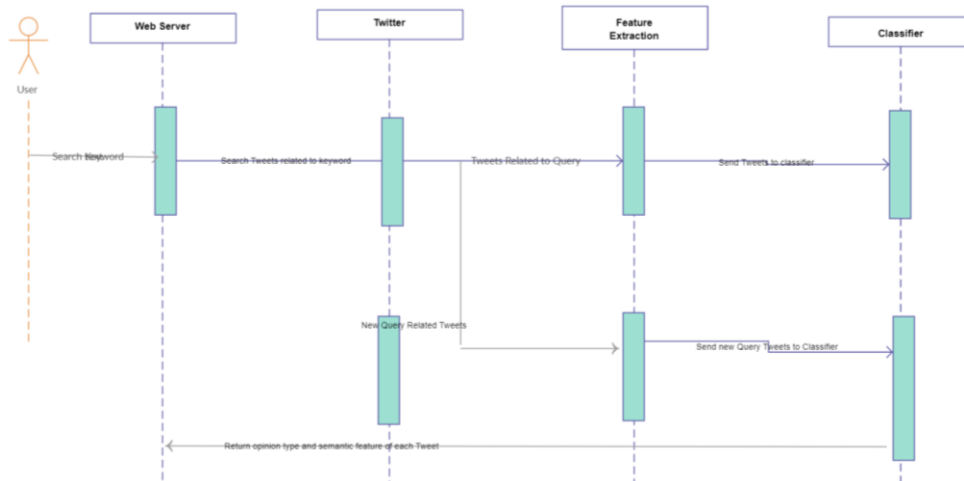 Web Server
Twitter
Feature
Extraction
Classifier
User
Search Keyword
Search Tweets related to keyword
Tweets Related to Query
Send Tweets to classifier
New Query Related Tweets
Send new Query Tweets to Classifier
Return opinion type and semantic feature of each Tweet